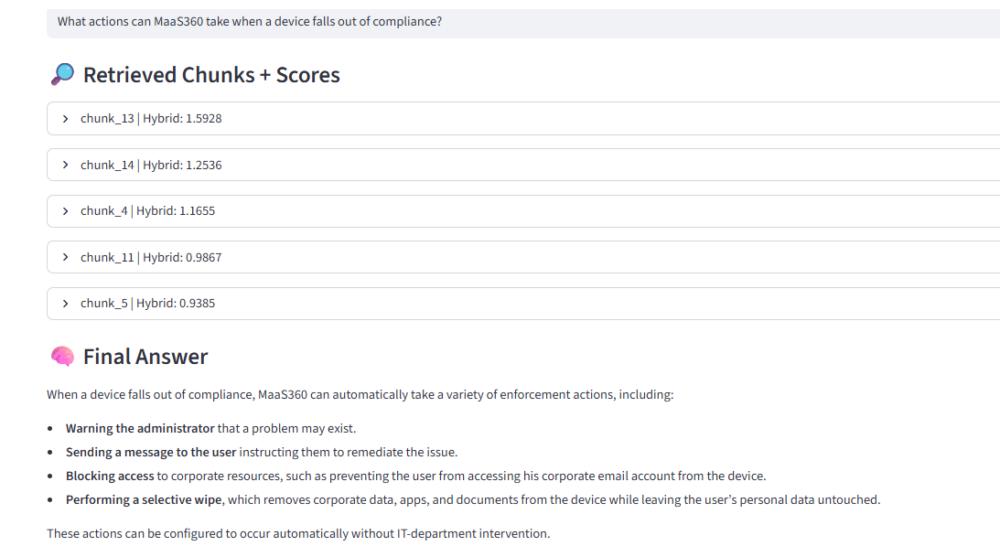 What actions can MaaS360 take when a device falls out of compliance?
Retrieved Chunks + Scores
chunk_13 | Hybrid: 1.5928
chunk_14 | Hybrid: 1.2536
chunk_4 | Hybrid: 1.1655
chunk_11 | Hybrid: 0.9867
chunk_5 | Hybrid: 0.9385
Final Answer
When a device falls out of compliance, MaaS360 can automatically take a variety of enforcement actions, including:
• Warning the administrator that a problem may exist.
• Sending a message to the user instructing them to remediate the issue.
• Blocking access to corporate resources, such as preventing the user from accessing his corporate email account from the device.
• Performing a selective wipe, which removes corporate data, apps, and documents from the device while leaving the user’s personal data untouched.
These actions can be configured to occur automatically without IT-department intervention.